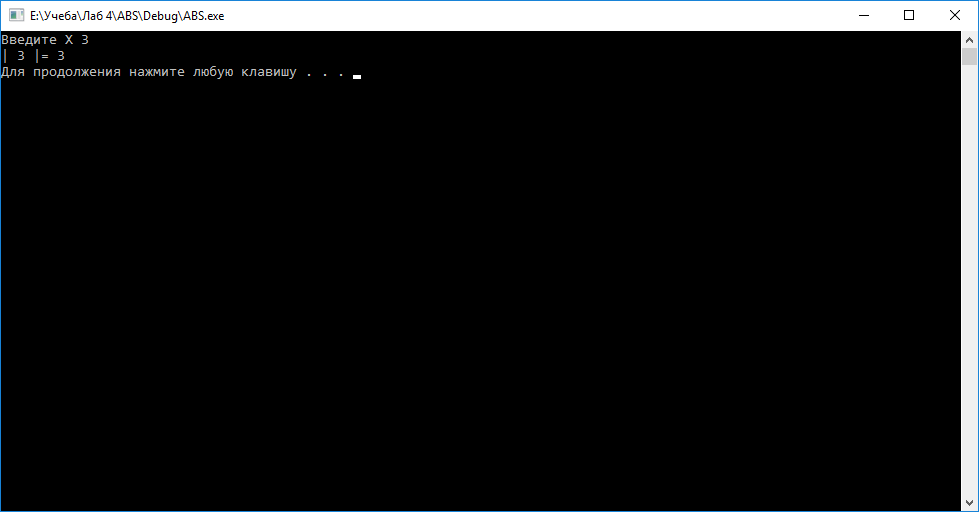 E:\Учеба\Лаб 4\ABS\Debug\ABS.exe
Введите X 3
| 3 |= 3
Для продолжения нажмите любую клавишу . . .